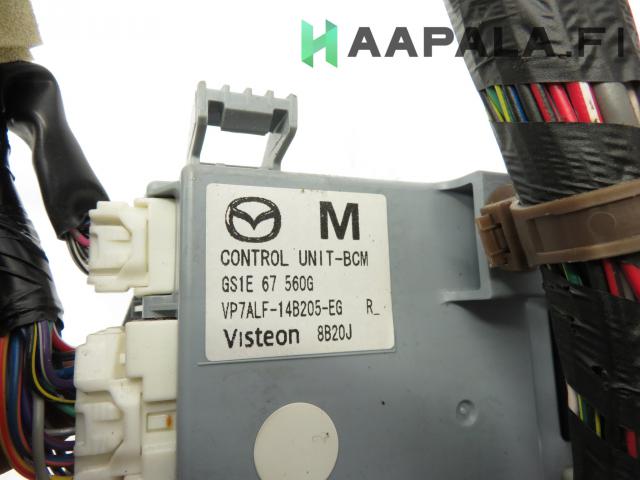 HAAPALA.FI
M
CONTROL UNIT-BCM
GS1E 67 560G
VP7ALF-14B205-EG R_
Visteon 8B20J